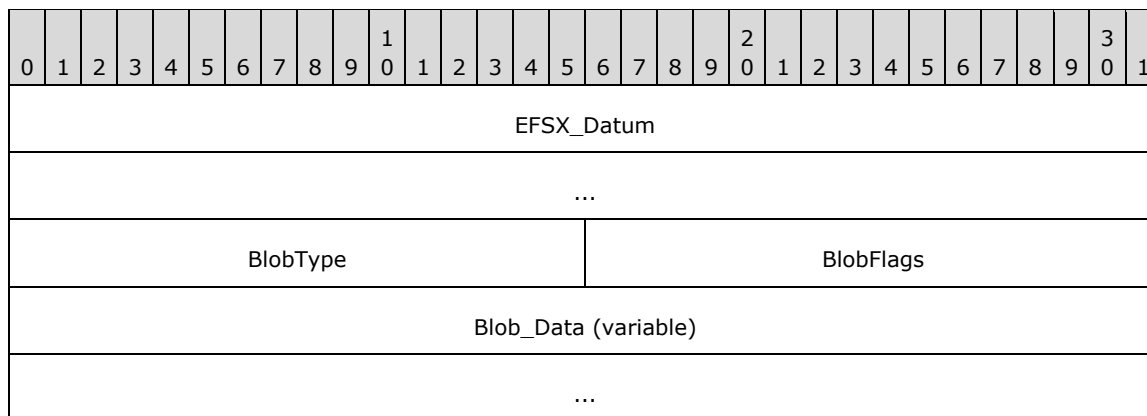 1 2 3
0 1 2 3 4 5 6 7 8 9 0 1 2 3 4 5 6 7 8 9 0 1 2 3 4 5 6 7 8 9 0 1
EFSX_Datum
...
BlobType BlobFlags
Blob_Data (variable)
...